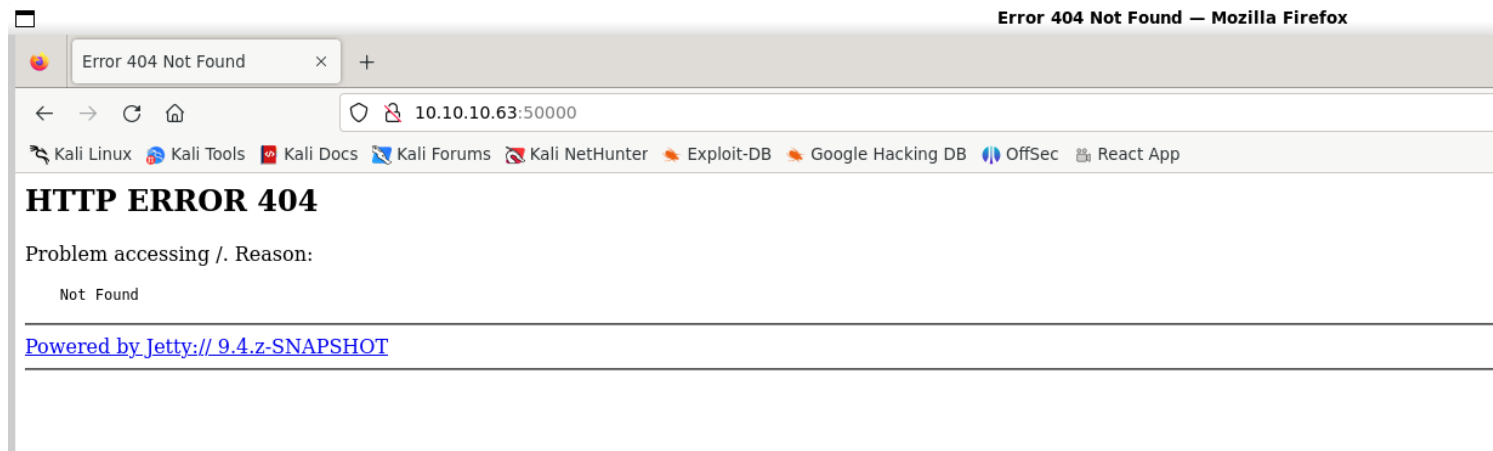 Error 404 Not Found — Mozilla Firefox
Error 404 Not Found
10.10.10.63:50000
Kali Linux Kali Tools Kali Docs Kali Forums Kali NetHunter Exploit-DB Google Hacking DB OffSec React App
HTTP ERROR 404
Problem accessing /. Reason:
Not Found
Powered by Jetty:// 9.4.z-SNAPSHOT